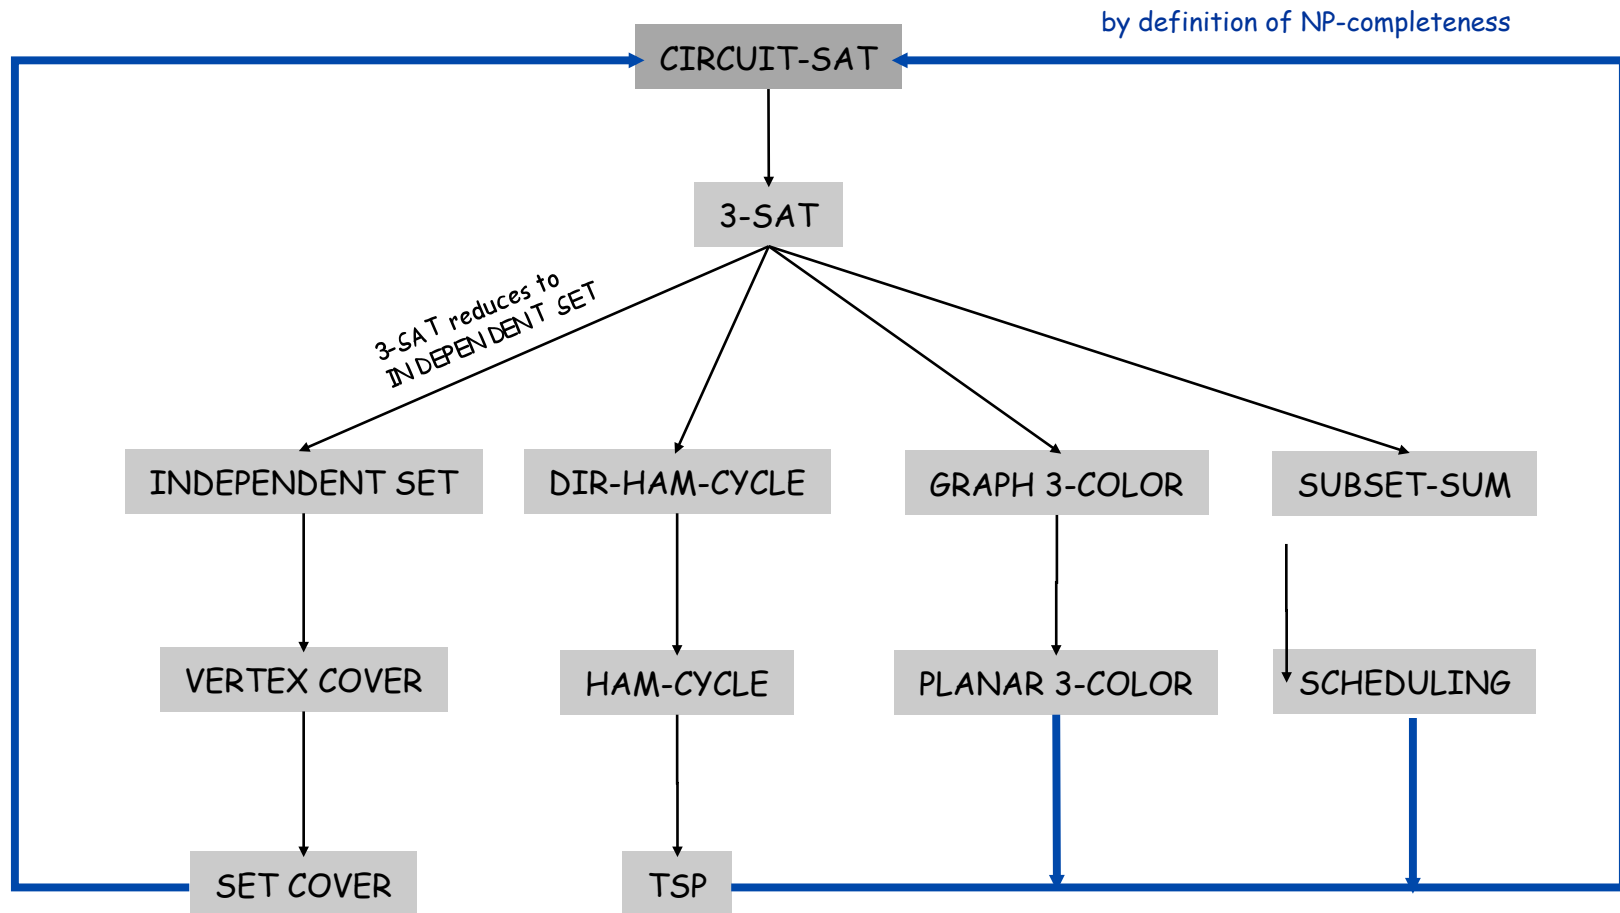 by definition of NP-completeness
CIRCUIT-SAT
3-SAT
3-SAT reduces to
INDEPENDENT SET
INDEPENDENT SET
DIR-HAM-CYCLE
GRAPH 3-COLOR
SUBSET-SUM
VERTEX COVER
HAM-CYCLE
PLANAR 3-COLOR
SCHEDULING
SET COVER
TSP